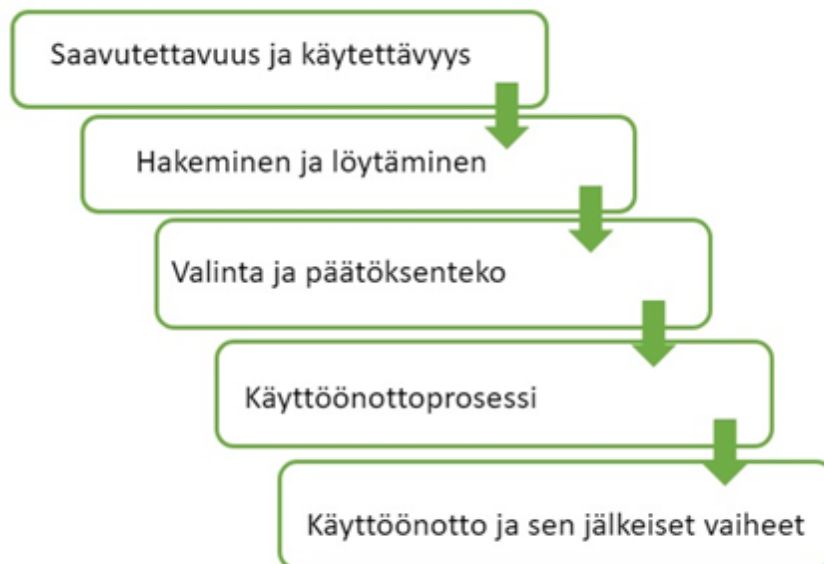 Saavutettavuus ja käytettävyys
Hakeminen ja löytäminen
Valinta ja päätöksenteko
Käyttöönottoprosessi
Käyttöönotto ja sen jälkeiset vaiheet